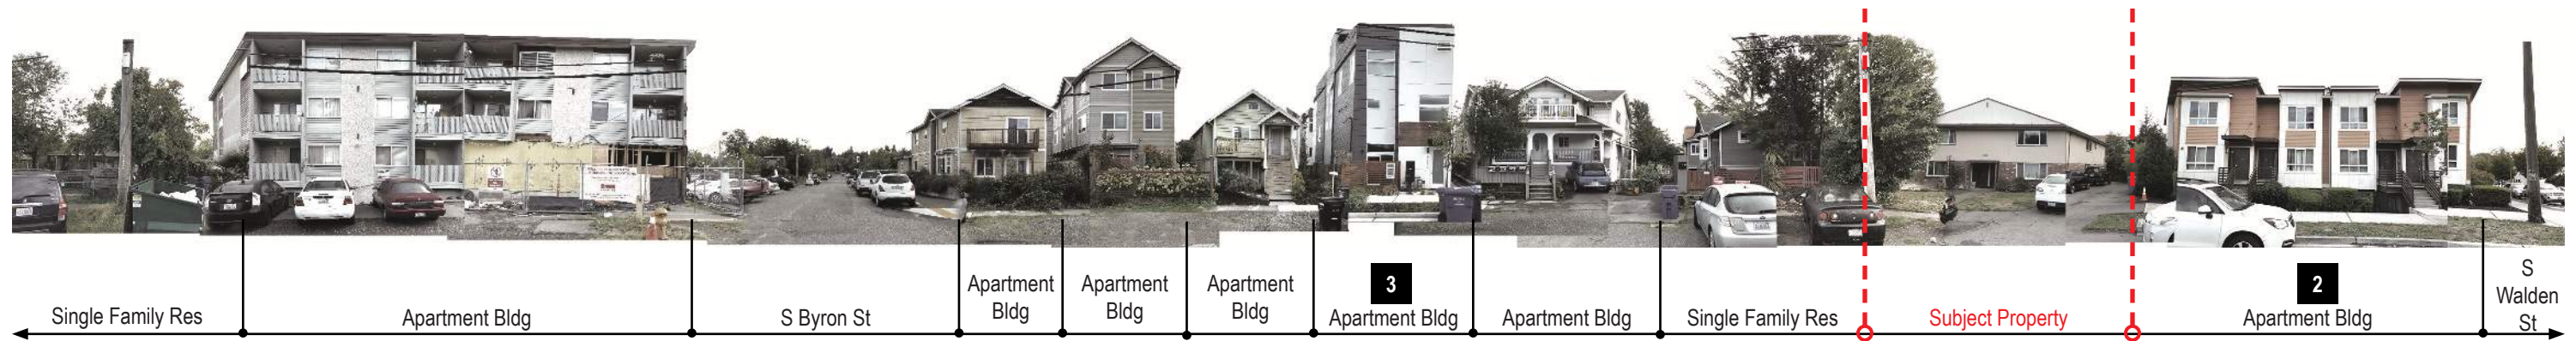 Single Family Res
Apartment Bldg
S Byron St
Apartment
Bldg
Apartment
Bldg
Apartment
Bldg
3
Apartment Bldg
Apartment Bldg
Single Family Res
Subject Property
2
Apartment Bldg
S
Walden
St